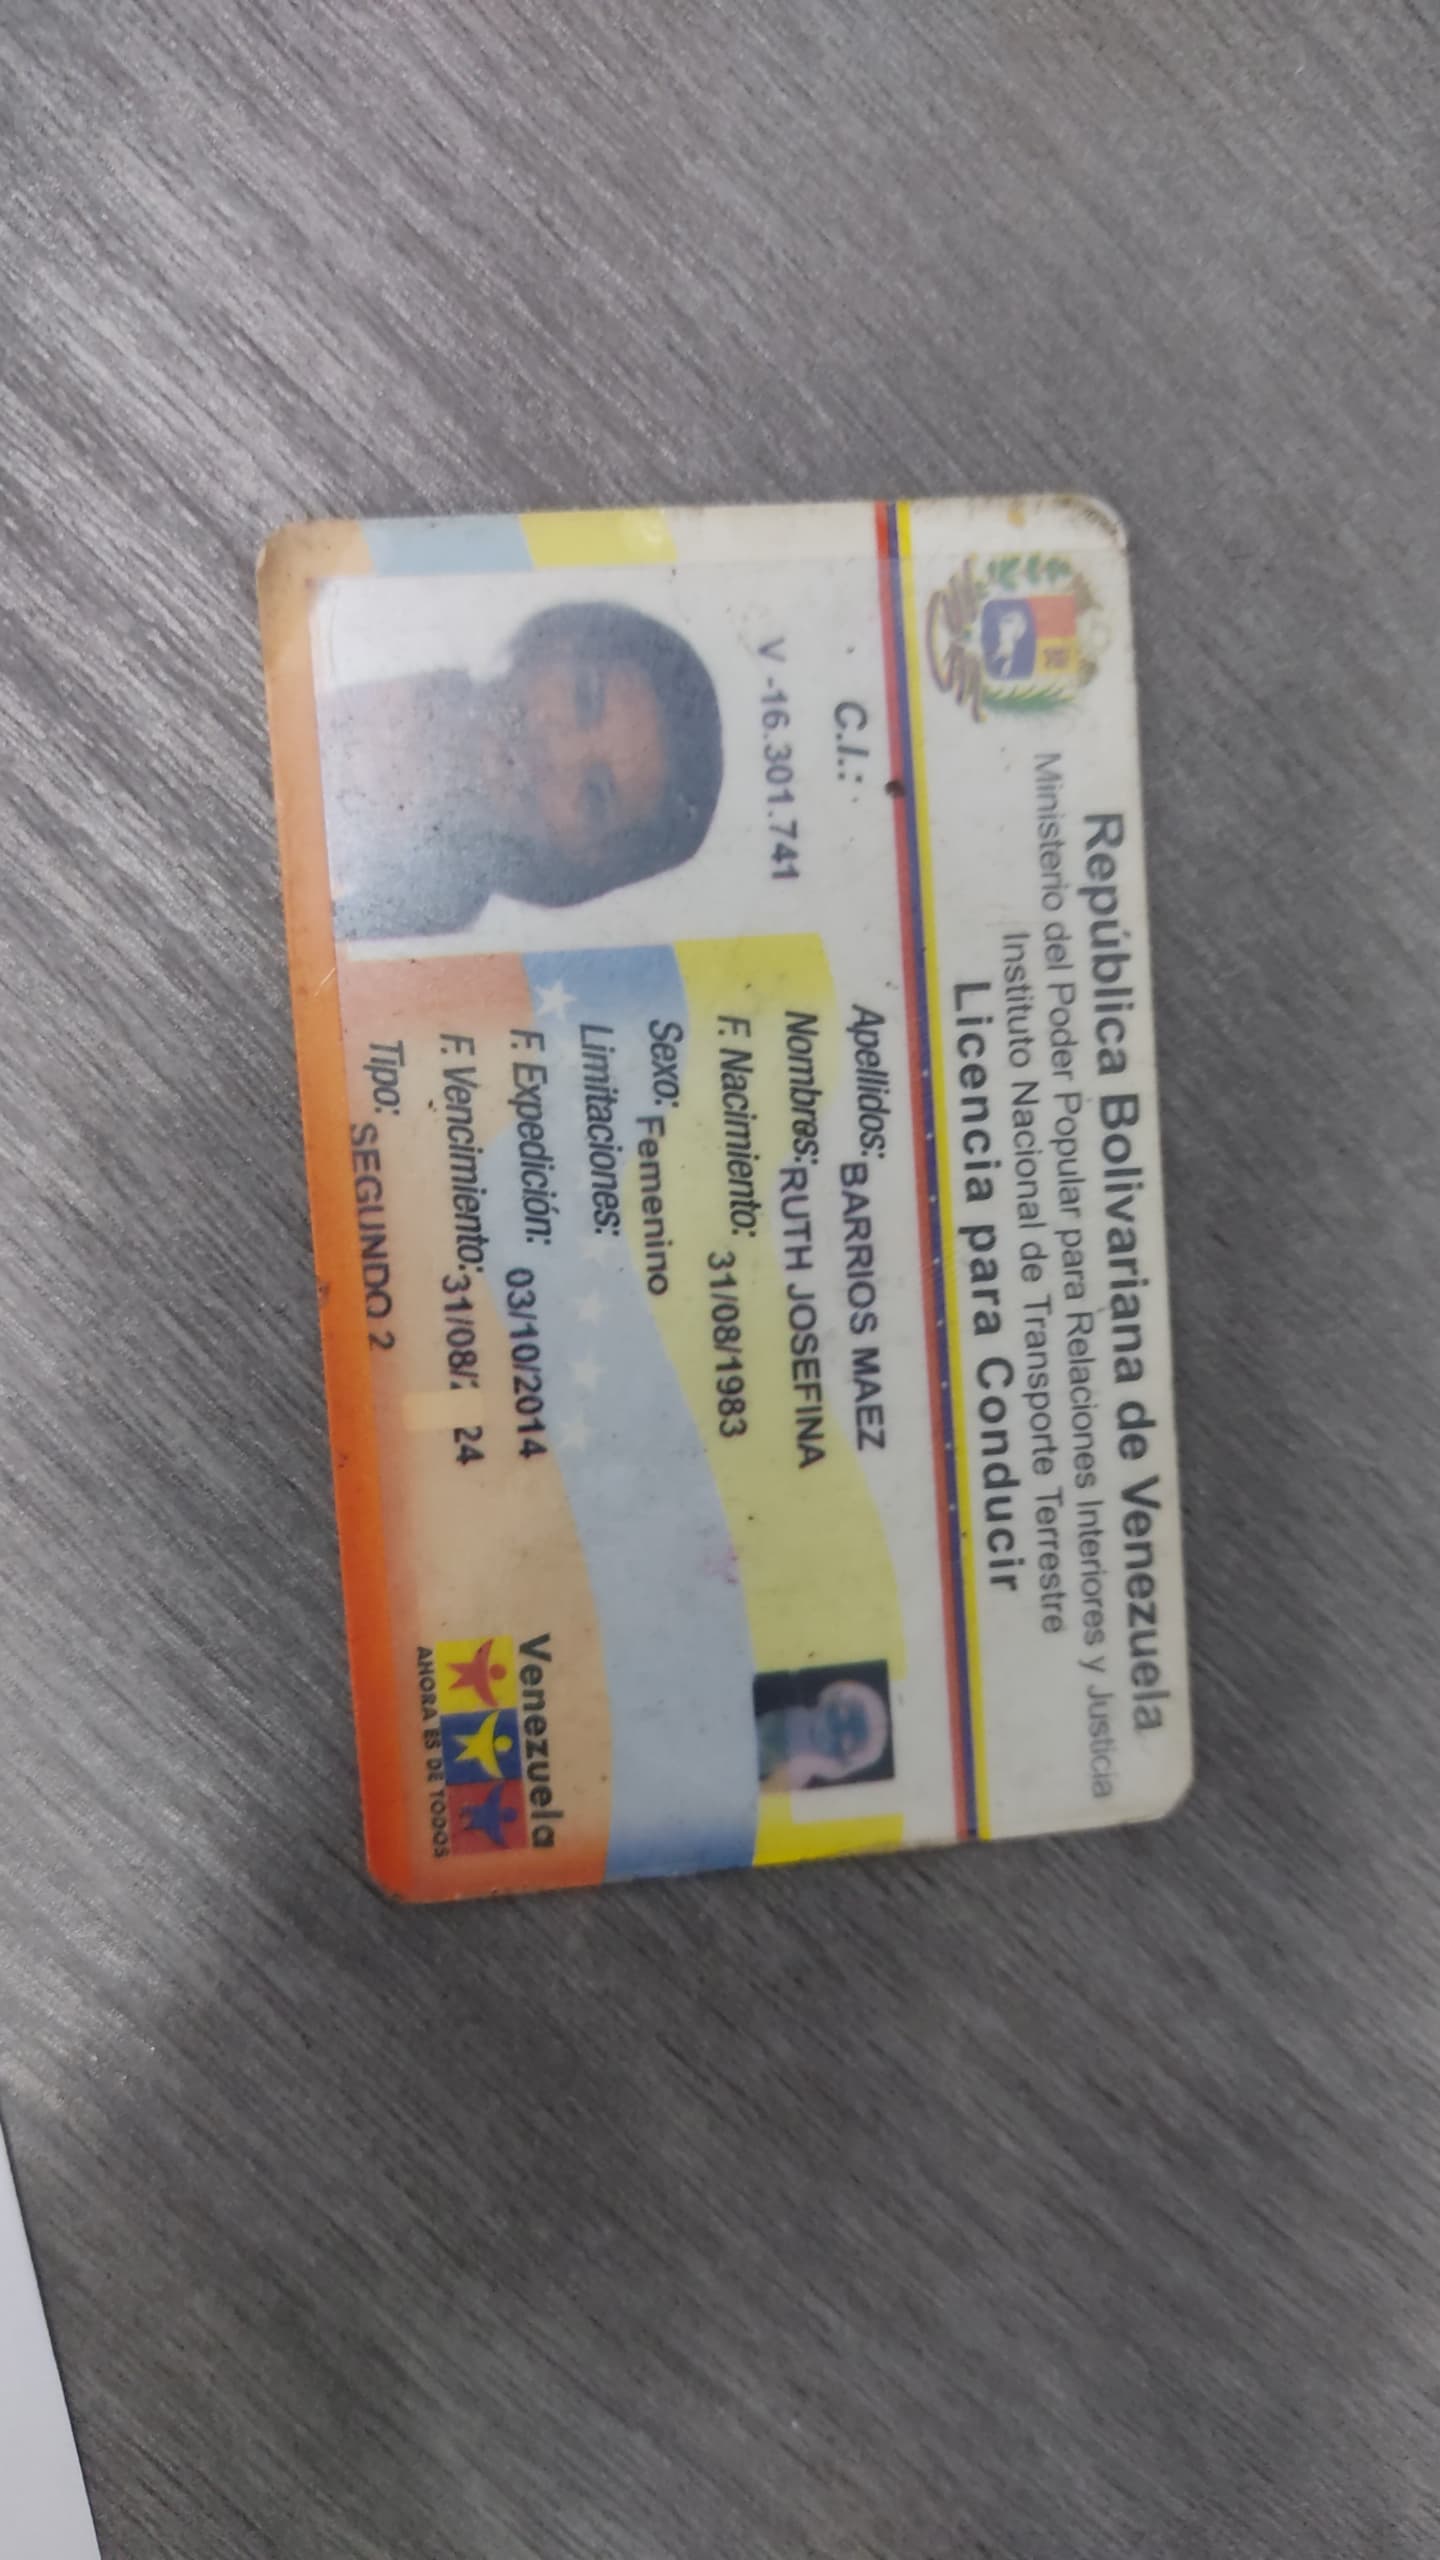 República Bolivariana de Venezuela
Ministerio del Poder Popular para Relaciones Interiores y Justicia
Instituto Nacional de Transporte Terrestre
Licencia para Conducir
C.I.:
V -16.301.741
Apellidos: BARRIOS MAEZ
Nombres: RUTH JOSEFINA
F. Nacimiento: 31/08/1983
Sexo: Femenino
Limitaciones:
F. Expedición: 03/10/2014
F. Vencimiento: 31/08/ 24
Tipo: SEGUNDO 2
Venezuela
AHORA ES DE TODOS